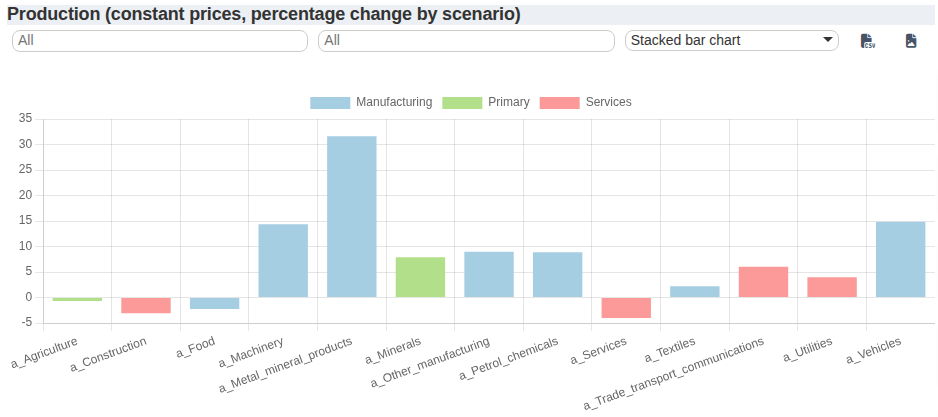 Production (constant prices, percentage change by scenario)
All
All
Stacked bar chart
CSV
Manufacturing
Primary
Services
35
30
25
20
15
10
5
0
-5
a_Agriculture
a_Construction
a_Food
a_Machinery
a_Metal_mineral_products
a_Minerals
a_Other_manufacturing
a_Petrol_chemicals
a_Services
a_Textiles
a_Trade_transport_communications
a_Utilities
a_Vehicles